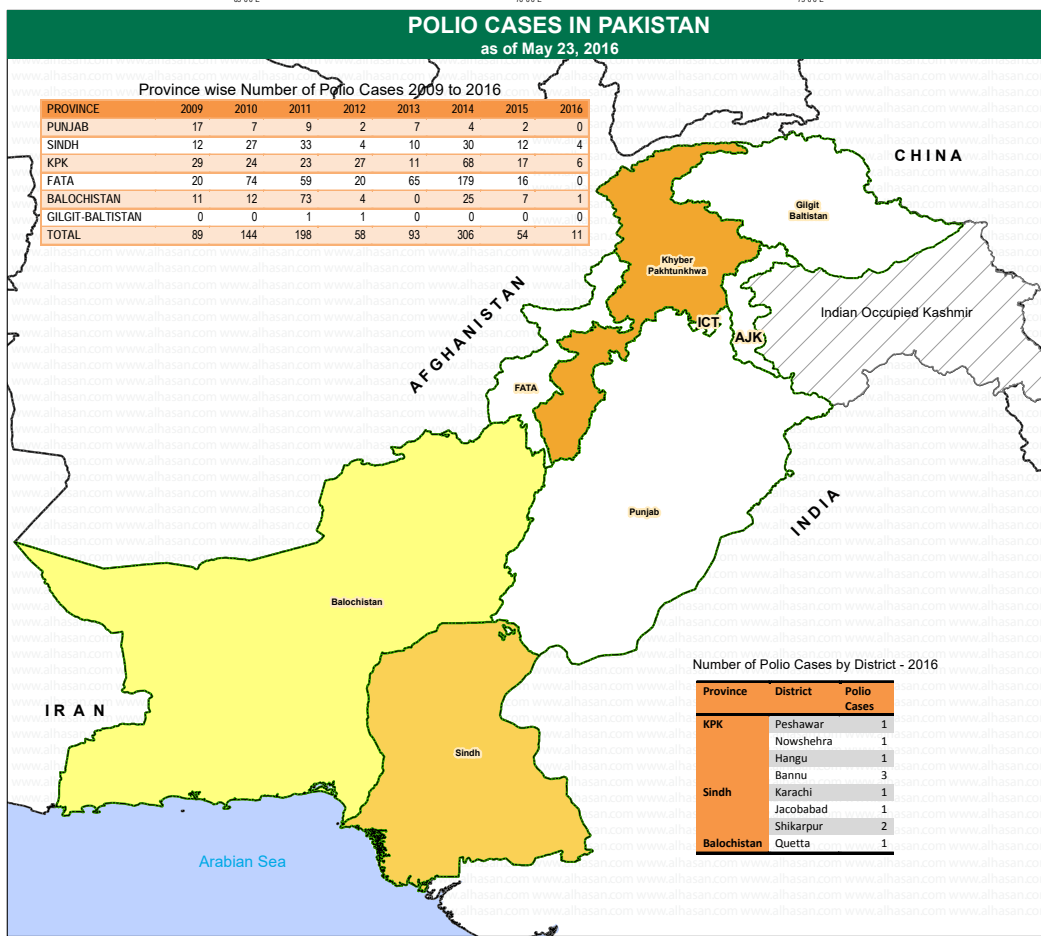 POLIO CASES IN PAKISTAN
as of May 23, 2016
Province wise Number of Polio Cases 2009 to 2016
PROVINCE 2009 2010 2011 2012 2013 2014 2015 2016
PUNJAB 17 7 9 2 7 4 2 0
SINDH 12 27 33 4 10 30 12 4
KPK 29 24 23 27 11 68 17 6
FATA 20 74 59 20 65 179 16 0
BALOCHISTAN 11 12 73 4 0 25 7 1
GILGIT-BALTISTAN 0 0 1 1 0 0 0 0
TOTAL 89 144 198 58 93 306 54 11
CHINA
Gilgit
Baltistan
Khyber
Pakhtunkhwa
AFGHANISTAN
Indian Occupied Kashmir
ICT
AJK
FATA
INDIA
Punjab
Balochistan
IRAN
Sindh
Arabian Sea
Number of Polio Cases by District - 2016
Province District Polio
Cases
KPK Peshawar 1
Nowshehra 1
Hangu 1
Bannu 3
Sindh Karachi 1
Jacobabad 1
Shikarpur 2
Balochistan Quetta 1
www.alhasan.com